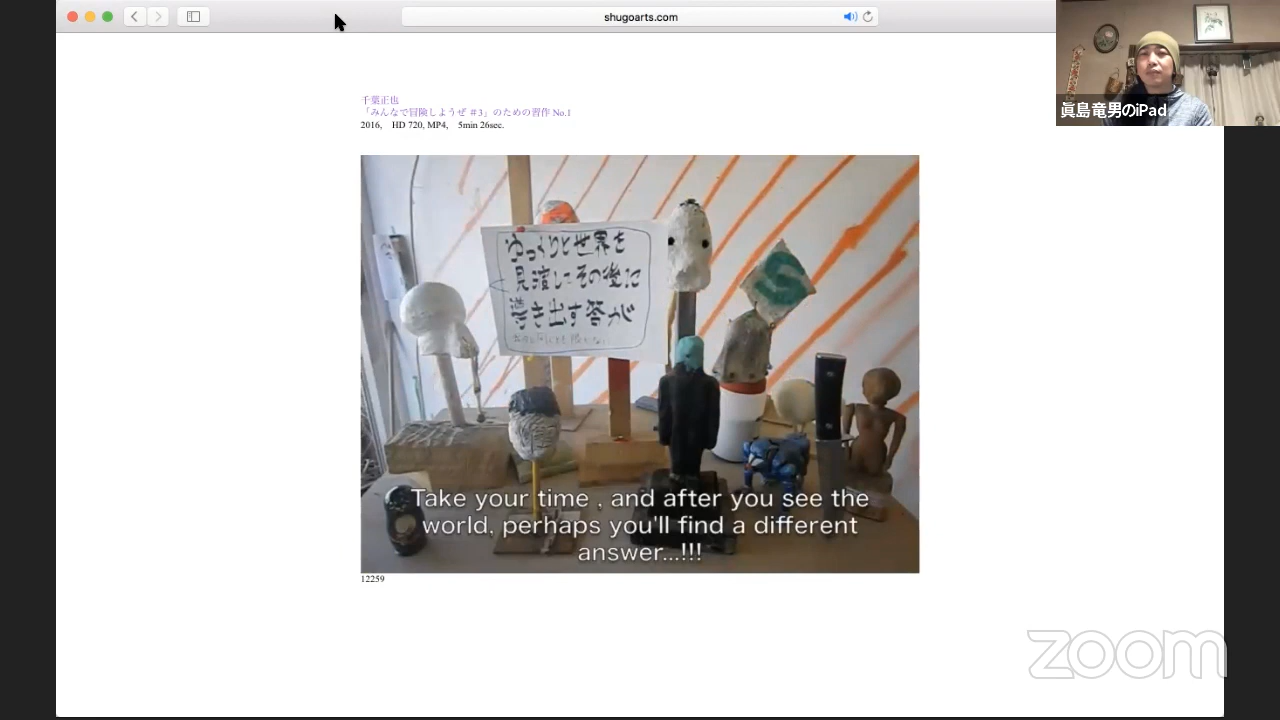 shugoarts.com
眞島竜男のiPad
千葉正也
「みんなで冒険しようぜ #3」のための習作 No.1
2016, HD 720, MP4, 5min 26sec.
ゆっくりと世界を
見渡してその後に
導き出す答が
S
Take your time , and after you see the
world, perhaps you'll find a different
answer...!!!
12259
zoom